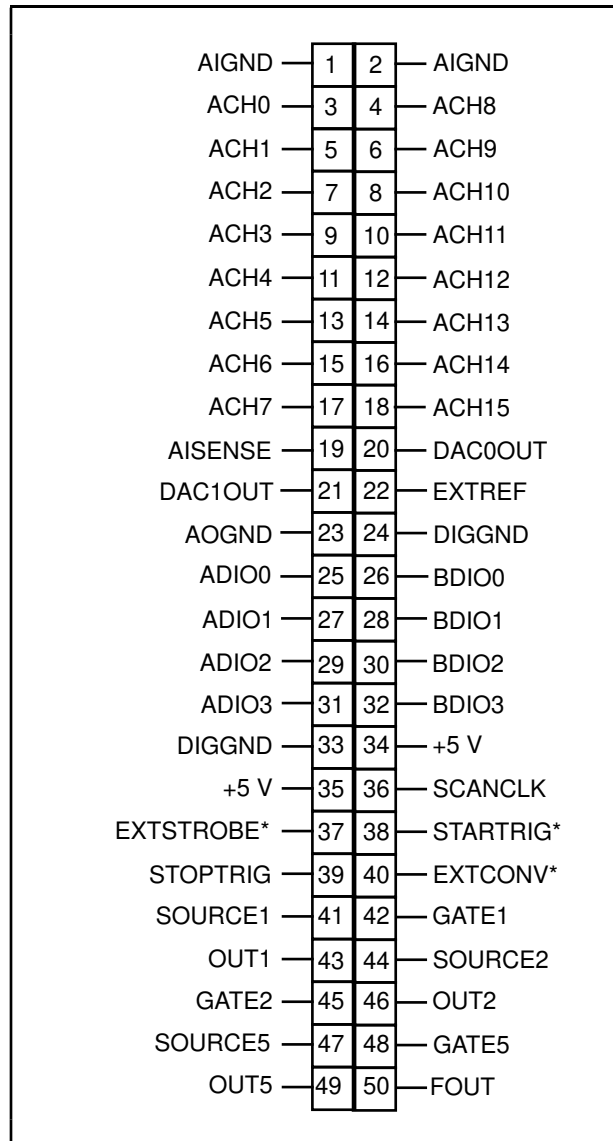 AIGND 1 2 AIGND
ACH0 3 4 ACH8
ACH1 5 6 ACH9
ACH2 7 8 ACH10
ACH3 9 10 ACH11
ACH4 11 12 ACH12
ACH5 13 14 ACH13
ACH6 15 16 ACH14
ACH7 17 18 ACH15
AISENSE 19 20 DAC0OUT
DAC1OUT 21 22 EXTREF
AOGND 23 24 DIGGND
ADIO0 25 26 BDIO0
ADIO1 27 28 BDIO1
ADIO2 29 30 BDIO2
ADIO3 31 32 BDIO3
DIGGND 33 34 +5 V
+5 V 35 36 SCANCLK
EXTSTROBE* 37 38 STARTRIG*
STOPTRIG 39 40 EXTCONV*
SOURCE1 41 42 GATE1
OUT1 43 44 SOURCE2
GATE2 45 46 OUT2
SOURCE5 47 48 GATE5
OUT5 49 50 FOUT